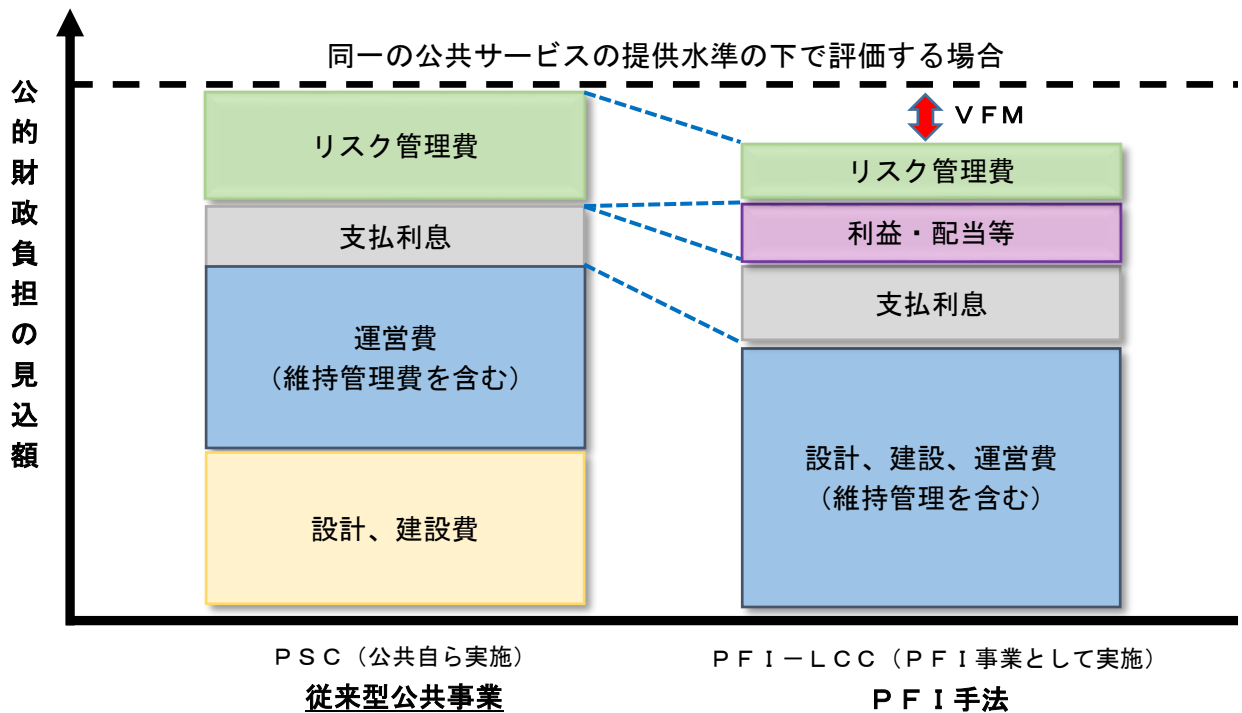 同一の公共サービスの提供水準の下で評価する場合
公的財政負担の見込額
VFM
リスク管理費
支払利息
運営費
(維持管理費を含む)
設計、建設費
リスク管理費
利益・配当等
支払利息
設計、建設、運営費
(維持管理を含む)
PSC(公共自ら実施)
従来型公共事業
PFI-LCC(PFI事業として実施)
PFI手法